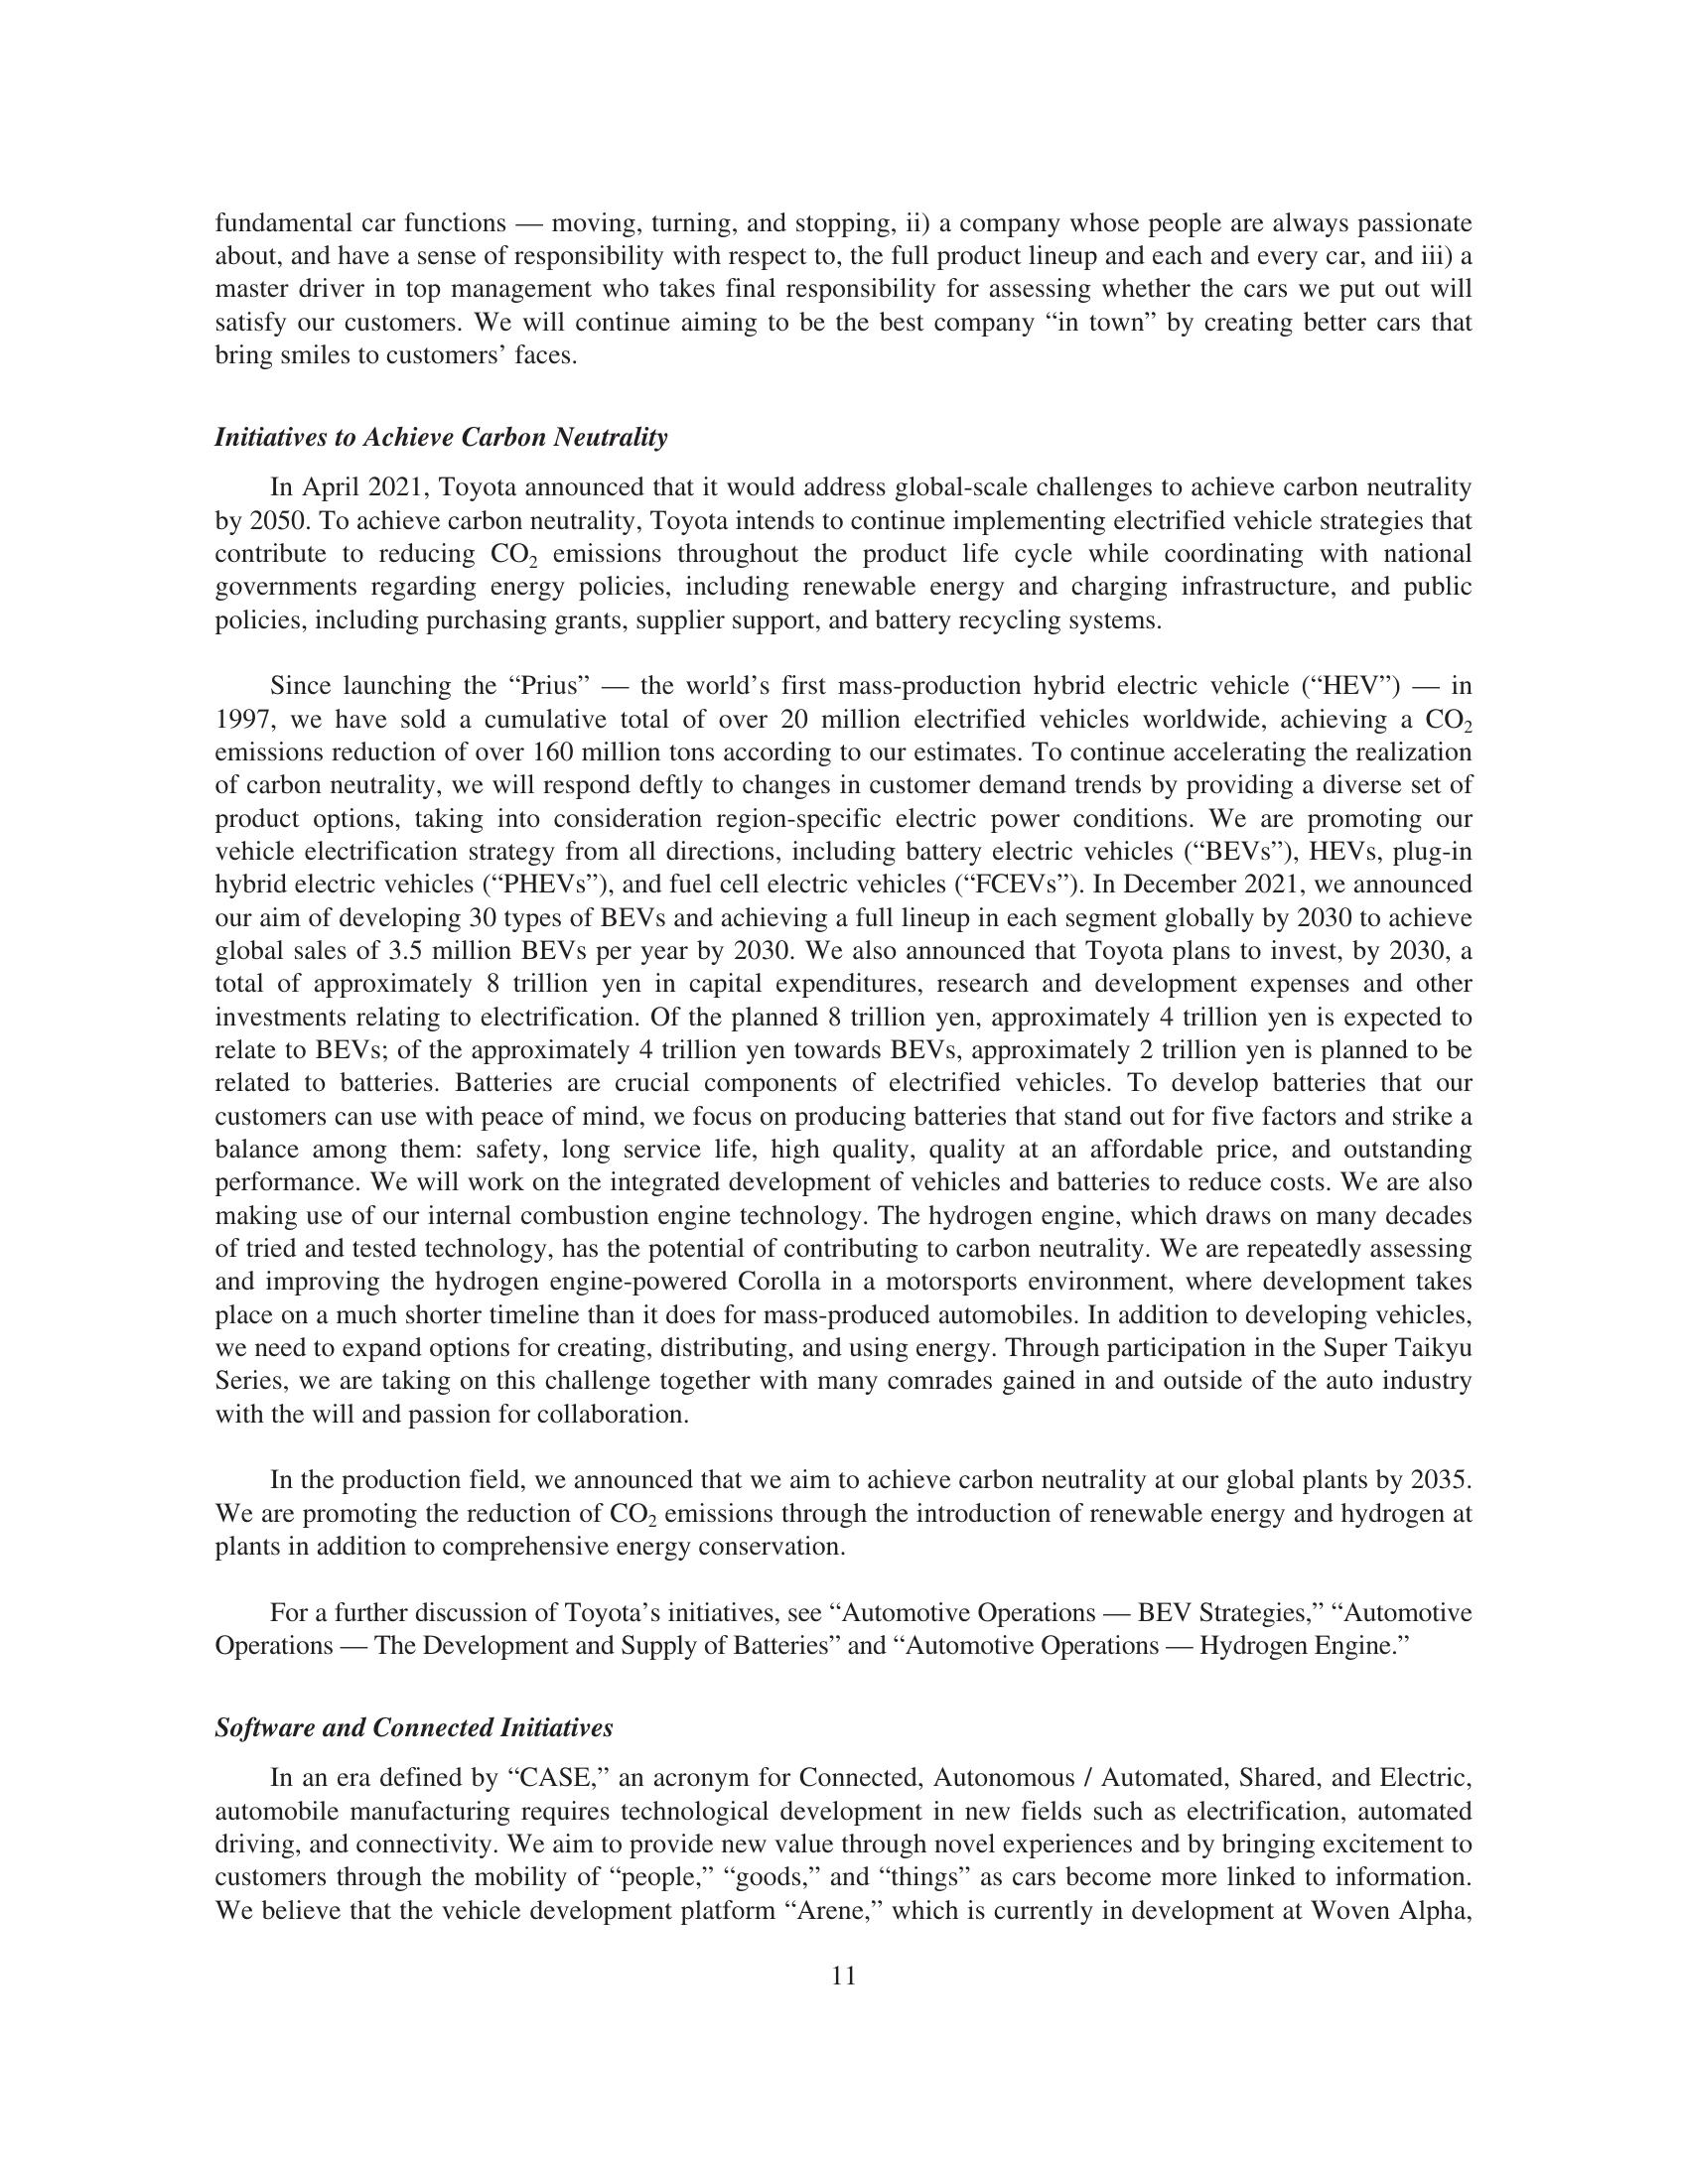 fundamental car functions — moving, turning, and stopping, ii) a company whose people are always passionate
about, and have a sense of responsibility with respect to, the full product lineup and each and every car, and iii) a
master driver in top management who takes final responsibility for assessing whether the cars we put out will
satisfy our customers. We will continue aiming to be the best company “in town” by creating better cars that
bring smiles to customers’ faces.
Initiatives to Achieve Carbon Neutrality
In April 2021, Toyota announced that it would address global-scale challenges to achieve carbon neutrality
by 2050. To achieve carbon neutrality, Toyota intends to continue implementing electrified vehicle strategies that
contribute to reducing CO₂ emissions throughout the product life cycle while coordinating with national
governments regarding energy policies, including renewable energy and charging infrastructure, and public
policies, including purchasing grants, supplier support, and battery recycling systems.
Since launching the “Prius” — the world’s first mass-production hybrid electric vehicle (“HEV”) — in
1997, we have sold a cumulative total of over 20 million electrified vehicles worldwide, achieving a CO₂
emissions reduction of over 160 million tons according to our estimates. To continue accelerating the realization
of carbon neutrality, we will respond deftly to changes in customer demand trends by providing a diverse set of
product options, taking into consideration region-specific electric power conditions. We are promoting our
vehicle electrification strategy from all directions, including battery electric vehicles (“BEVs”), HEVs, plug-in
hybrid electric vehicles (“PHEVs”), and fuel cell electric vehicles (“FCEVs”). In December 2021, we announced
our aim of developing 30 types of BEVs and achieving a full lineup in each segment globally by 2030 to achieve
global sales of 3.5 million BEVs per year by 2030. We also announced that Toyota plans to invest, by 2030, a
total of approximately 8 trillion yen in capital expenditures, research and development expenses and other
investments relating to electrification. Of the planned 8 trillion yen, approximately 4 trillion yen is expected to
relate to BEVs; of the approximately 4 trillion yen towards BEVs, approximately 2 trillion yen is planned to be
related to batteries. Batteries are crucial components of electrified vehicles. To develop batteries that our
customers can use with peace of mind, we focus on producing batteries that stand out for five factors and strike a
balance among them: safety, long service life, high quality, quality at an affordable price, and outstanding
performance. We will work on the integrated development of vehicles and batteries to reduce costs. We are also
making use of our internal combustion engine technology. The hydrogen engine, which draws on many decades
of tried and tested technology, has the potential of contributing to carbon neutrality. We are repeatedly assessing
and improving the hydrogen engine-powered Corolla in a motorsports environment, where development takes
place on a much shorter timeline than it does for mass-produced automobiles. In addition to developing vehicles,
we need to expand options for creating, distributing, and using energy. Through participation in the Super Taikyu
Series, we are taking on this challenge together with many comrades gained in and outside of the auto industry
with the will and passion for collaboration.
In the production field, we announced that we aim to achieve carbon neutrality at our global plants by 2035.
We are promoting the reduction of CO₂ emissions through the introduction of renewable energy and hydrogen at
plants in addition to comprehensive energy conservation.
For a further discussion of Toyota’s initiatives, see “Automotive Operations — BEV Strategies,” “Automotive
Operations — The Development and Supply of Batteries” and “Automotive Operations — Hydrogen Engine.”
Software and Connected Initiatives
In an era defined by “CASE,” an acronym for Connected, Autonomous / Automated, Shared, and Electric,
automobile manufacturing requires technological development in new fields such as electrification, automated
driving, and connectivity. We aim to provide new value through novel experiences and by bringing excitement to
customers through the mobility of “people,” “goods,” and “things” as cars become more linked to information.
We believe that the vehicle development platform “Arene,” which is currently in development at Woven Alpha,
11